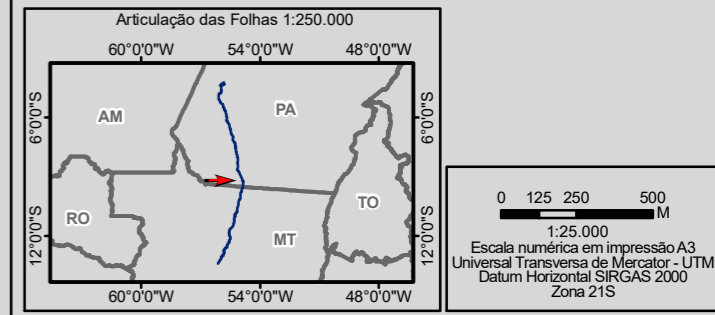 Articulação das Folhas 1:250.000
60°0'0"W 54°0'0"W 48°0'0"W
6°0'0"S 6°0'0"S
AM PA
RO TO
MT
12°0'0"S 12°0'0"S
60°0'0"W 54°0'0"W 48°0'0"W
0 125 250 500
M
1:25.000
Escala numérica em impressão A3
Universal Transversa de Mercator - UTM
Datum Horizontal SIRGAS 2000
Zona 21S